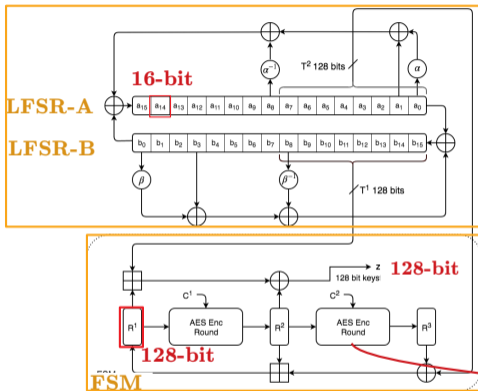 α⁻¹
T² 128 bits
α
16-bit
LFSR-A
a₁₅ a₁₄ a₁₃ a₁₂ a₁₁ a₁₀ a₉ a₈ a₇ a₆ a₅ a₄ a₃ a₂ a₁ a₀
LFSR-B
b₀ b₁ b₂ b₃ b₄ b₅ b₆ b₇ b₈ b₉ b₁₀ b₁₁ b₁₂ b₁₃ b₁₄ b₁₅
β
β⁻¹
T¹ 128 bits
z
128-bit
128 bit keys
C¹
C²
R¹
AES Enc
Round
R²
AES Enc
Round
R³
128-bit
FSM